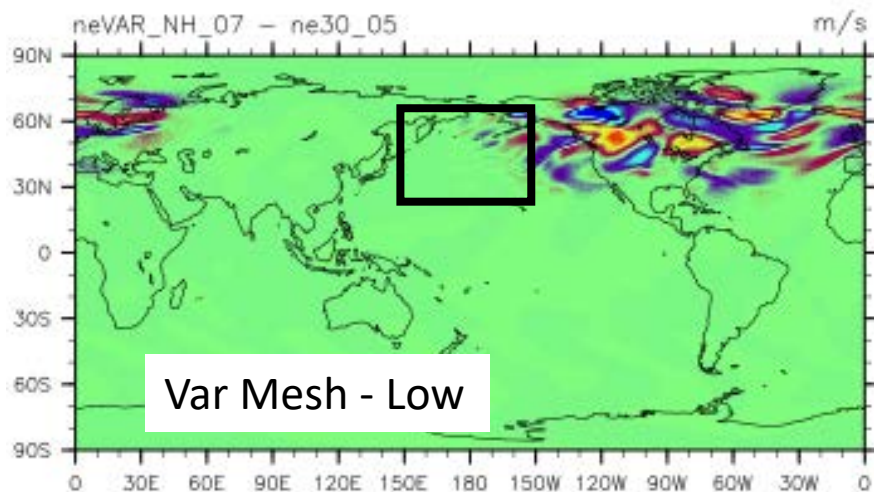 neVAR_NH_07 – ne30_05 m/s
90N
60N
30N
0
30S
60S
90S
Var Mesh - Low
0 30E 60E 90E 120E 150E 180 150W 120W 90W 60W 30W 0